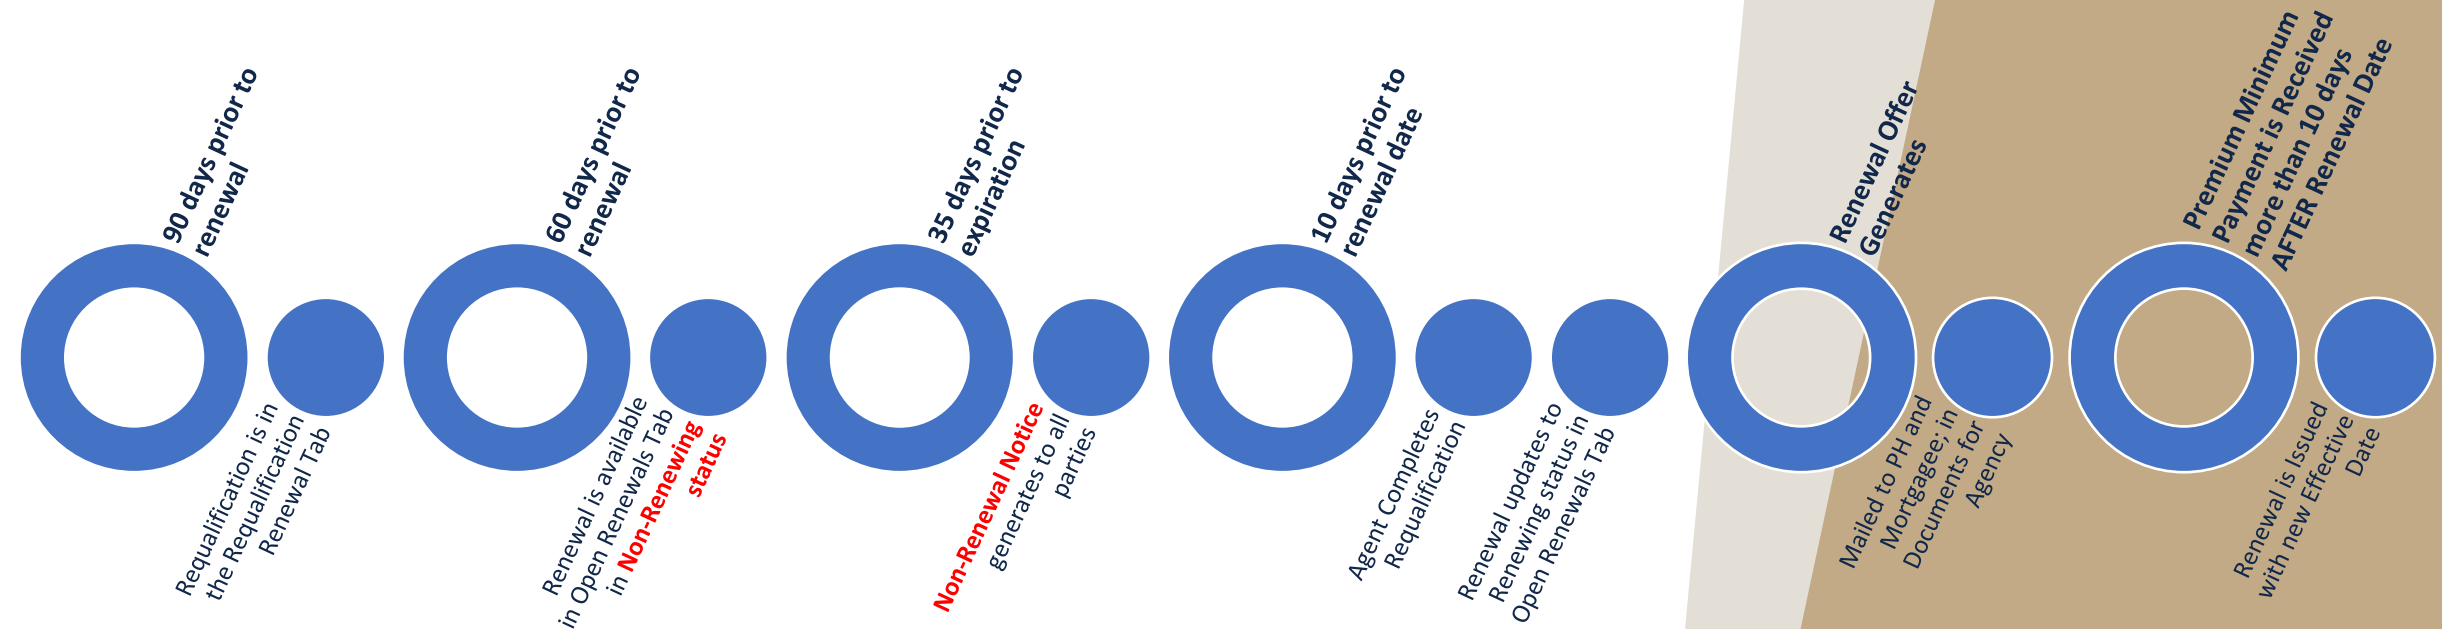 90 days prior to
renewal
Requalification is in
the Requalification
Renewal Tab
60 days prior to
renewal
Renewal is available
in Open Renewals Tab
in Non-Renewing
status
35 days prior to
expiration
Non-Renewal Notice
generates to all
parties
10 days prior to
renewal date
Agent Completes
Requalification
Renewal updates to
Renewing status in
Open Renewals Tab
Renewal Offer
Generates
Mailed to PH and
Mortgagee; in
Documents for
Agency
Premium Minimum
Payment is Received
more than 10 days
AFTER Renewal Date
Renewal is Issued
with new Effective
Date